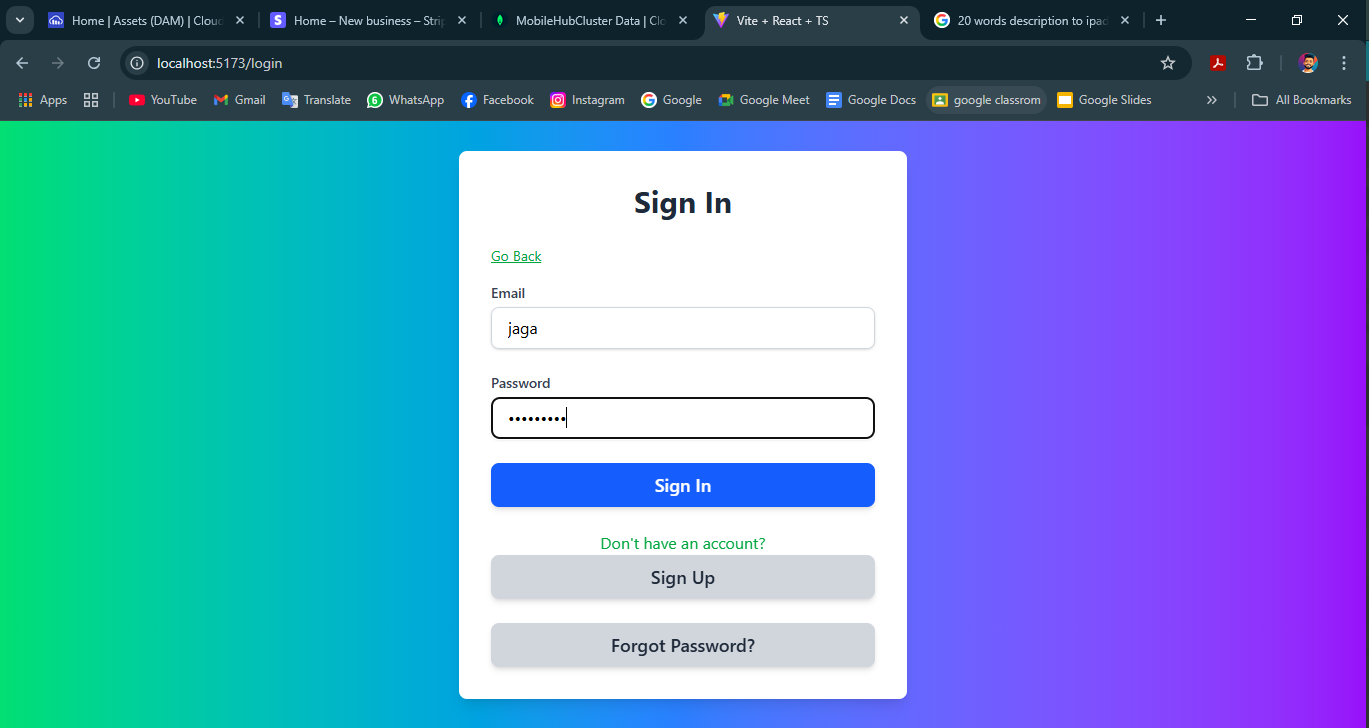 Home | Assets (DAM) | Cloud
Home – New business – Strip
MobileHubCluster Data | Clo
Vite + React + TS
20 words description to ipad
localhost:5173/login
Apps
YouTube
Gmail
Translate
6 WhatsApp
Facebook
Instagram
Google
Google Meet
Google Docs
google classrom
Google Slides
All Bookmarks
Sign In
Go Back
Email
jaga
Password
•••••••••
Sign In
Don't have an account?
Sign Up
Forgot Password?